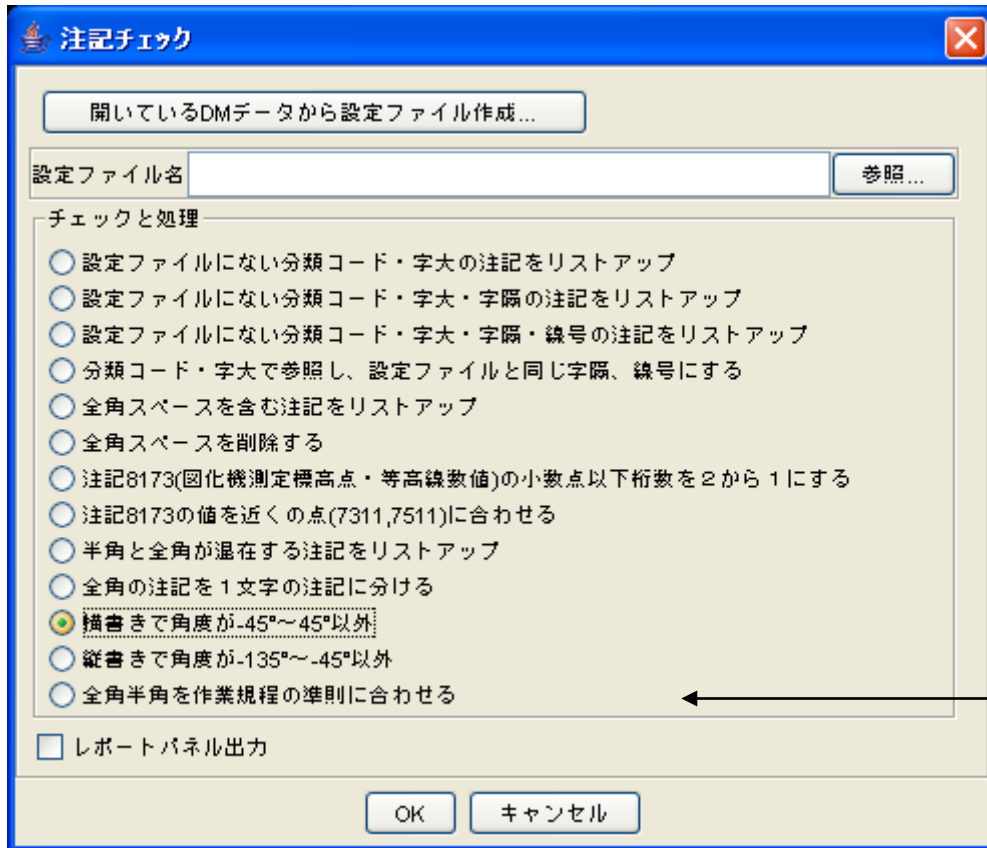 注記チェック
開いているDMデータから設定ファイル作成...
設定ファイル名
参照...
チェックと処理
設定ファイルにない分類コード・字大の注記をリストアップ
設定ファイルにない分類コード・字大・字隔の注記をリストアップ
設定ファイルにない分類コード・字大・字隔・線号の注記をリストアップ
分類コード・字大で参照し、設定ファイルと同じ字隔、線号にする
全角スペースを含む注記をリストアップ
全角スペースを削除する
注記8173(図化機測定標高点・等高線数値)の小数点以下桁数を２から１にする
注記8173の値を近くの点(7311,7511)に合わせる
半角と全角が混在する注記をリストアップ
全角の注記を１文字の注記に分ける
横書きで角度が-45°～45°以外
縦書きで角度が-135°～-45°以外
全角半角を作業規程の準則に合わせる
レポートパネル出力
OK
キャンセル